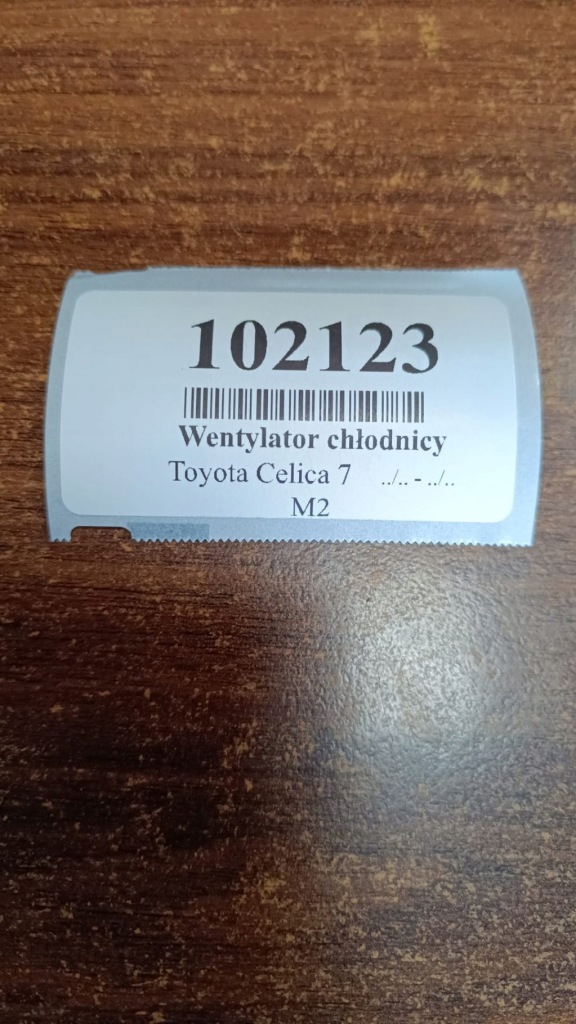 102123
Wentylator chłodnicy
Toyota Celica 7 ../.. - ../..
M2